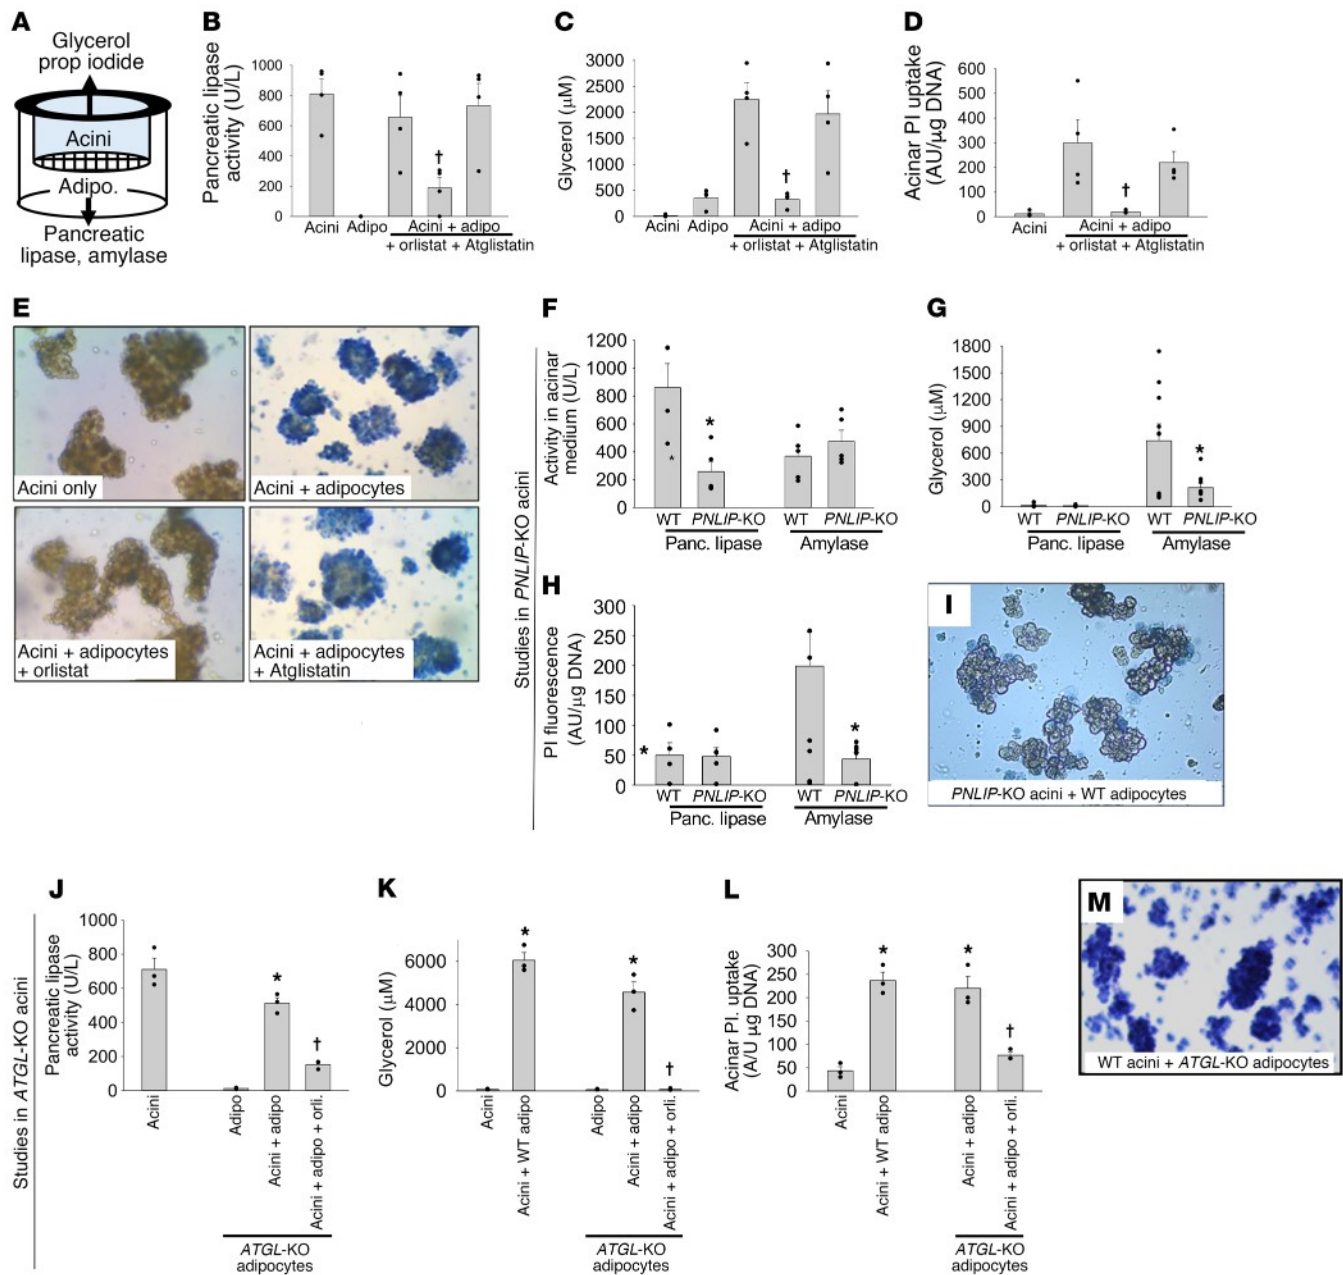 A
Glycerol
prop iodide
Acini
Adipo.
Pancreatic
lipase, amylase
B
Pancreatic lipase
activity (U/L)
1000
800
600
400
200
0
†
Acini
Adipo
Acini + adipo
+ orlistat + Atglistatin
C
Glycerol (μM)
3000
2500
2000
1500
1000
500
0
†
Acini
Adipo
Acini + adipo
+ orlistat + Atglistatin
D
Acinar PI uptake
(AU/μg DNA)
600
500
400
300
200
100
0
†
Acini
Acini + adipo
+ orlistat + Atglistatin
E
Acini only
Acini + adipocytes
Acini + adipocytes
+ orlistat
Acini + adipocytes
+ Atglistatin
Studies in PNLIP-KO acini
F
Activity in acinar
medium (U/L)
1200
1000
800
600
400
200
0
*
*
WT PNLIP-KO
Panc. lipase
WT PNLIP-KO
Amylase
G
Glycerol (μM)
1800
1500
1200
900
600
300
0
*
WT PNLIP-KO
Panc. lipase
WT PNLIP-KO
Amylase
H
PI fluorescence
(AU/μg DNA)
300
250
200
150
100
50
0
*
*
WT PNLIP-KO
Panc. lipase
WT PNLIP-KO
Amylase
I
PNLIP-KO acini + WT adipocytes
Studies in ATGL-KO acini
J
Pancreatic lipase
activity (U/L)
1000
800
600
400
200
0
*
†
Acini
Adipo
Acini + adipo
Acini + adipo + orli.
ATGL-KO
adipocytes
K
Glycerol (μM)
6000
4000
2000
0
*
*
†
Acini
Acini + WT adipo
Adipo
Acini + adipo
Acini + adipo + orli.
ATGL-KO
adipocytes
L
Acinar PI. uptake
(A/U μg DNA)
300
250
200
150
100
50
0
*
*
†
Acini
Acini + WT adipo
Acini + adipo
Acini + adipo + orli.
ATGL-KO
adipocytes
M
WT acini + ATGL-KO adipocytes